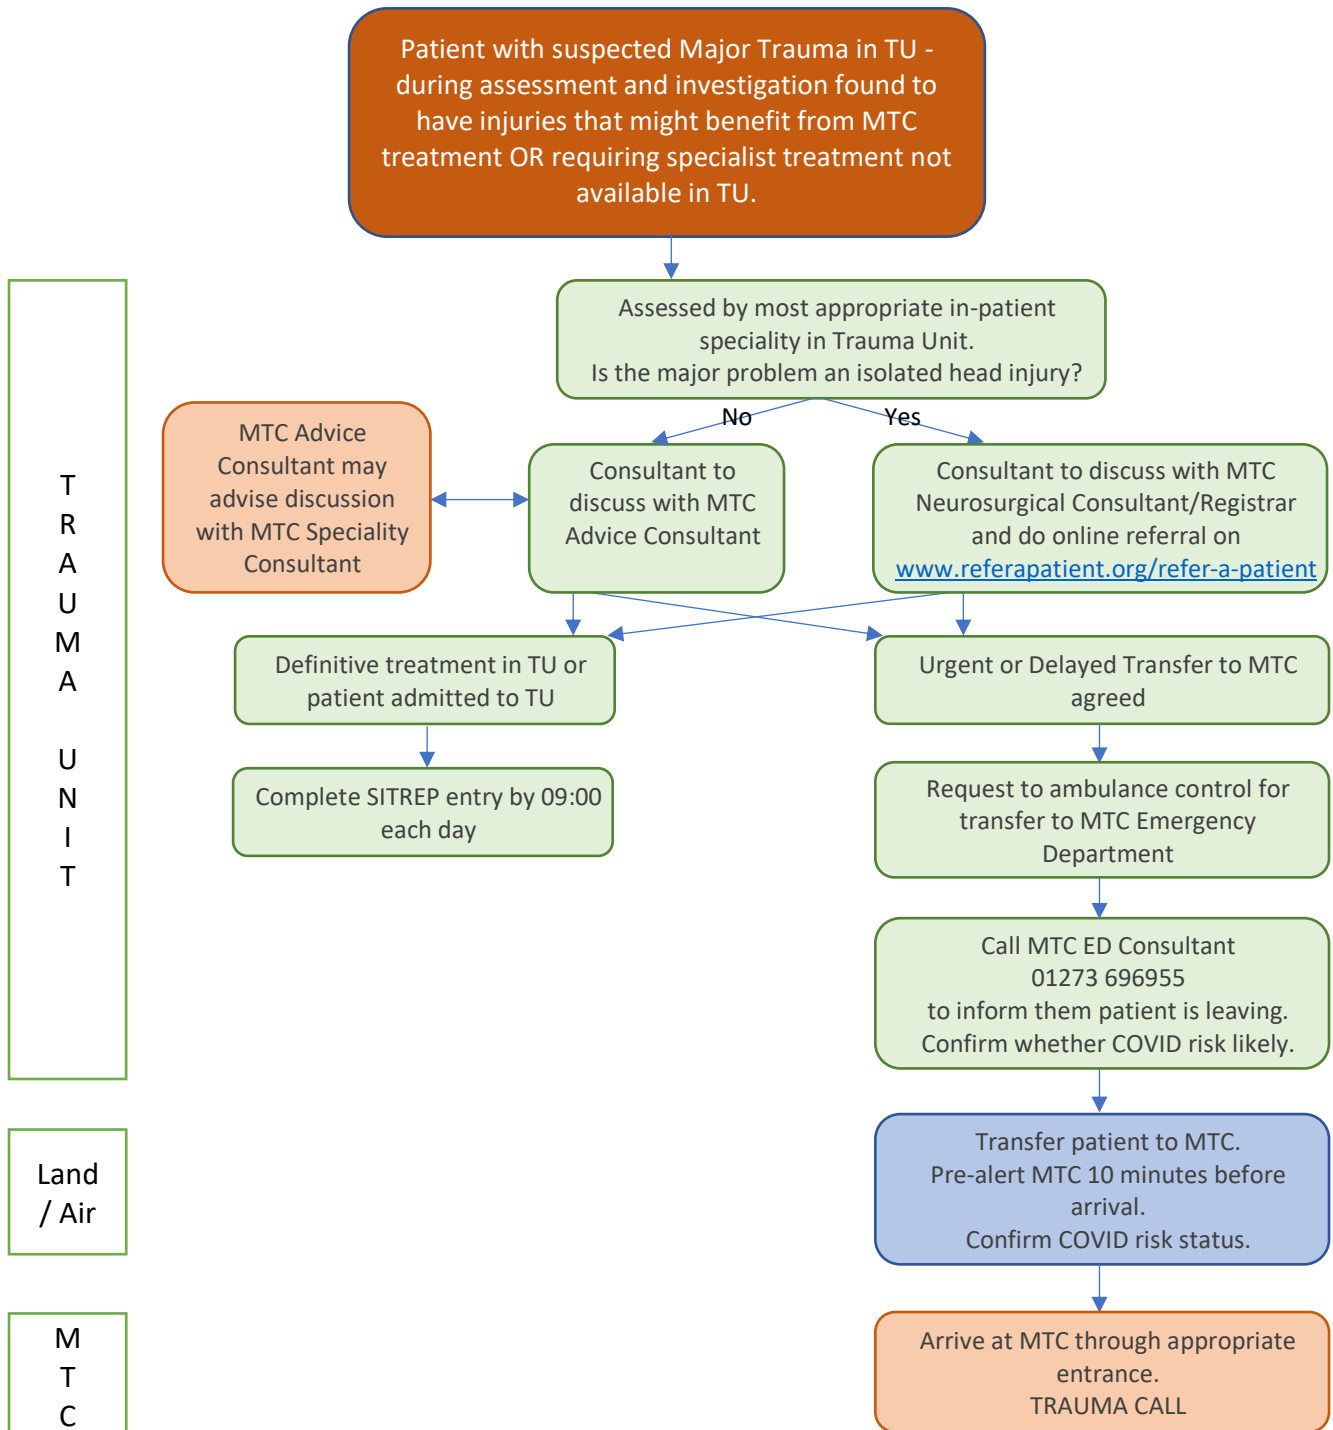 Patient with suspected Major Trauma in TU -
during assessment and investigation found to
have injuries that might benefit from MTC
treatment OR requiring specialist treatment not
available in TU.
T
R
A
U
M
A
U
N
I
T
Assessed by most appropriate in-patient
speciality in Trauma Unit.
Is the major problem an isolated head injury?
No
Yes
MTC Advice
Consultant may
advise discussion
with MTC Speciality
Consultant
Consultant to
discuss with MTC
Advice Consultant
Consultant to discuss with MTC
Neurosurgical Consultant/Registrar
and do online referral on
www.referapatient.org/refer-a-patient
Definitive treatment in TU or
patient admitted to TU
Urgent or Delayed Transfer to MTC
agreed
Complete SITREP entry by 09:00
each day
Request to ambulance control for
transfer to MTC Emergency
Department
Call MTC ED Consultant
01273 696955
to inform them patient is leaving.
Confirm whether COVID risk likely.
Land
/ Air
Transfer patient to MTC.
Pre-alert MTC 10 minutes before
arrival.
Confirm COVID risk status.
M
T
C
Arrive at MTC through appropriate
entrance.
TRAUMA CALL